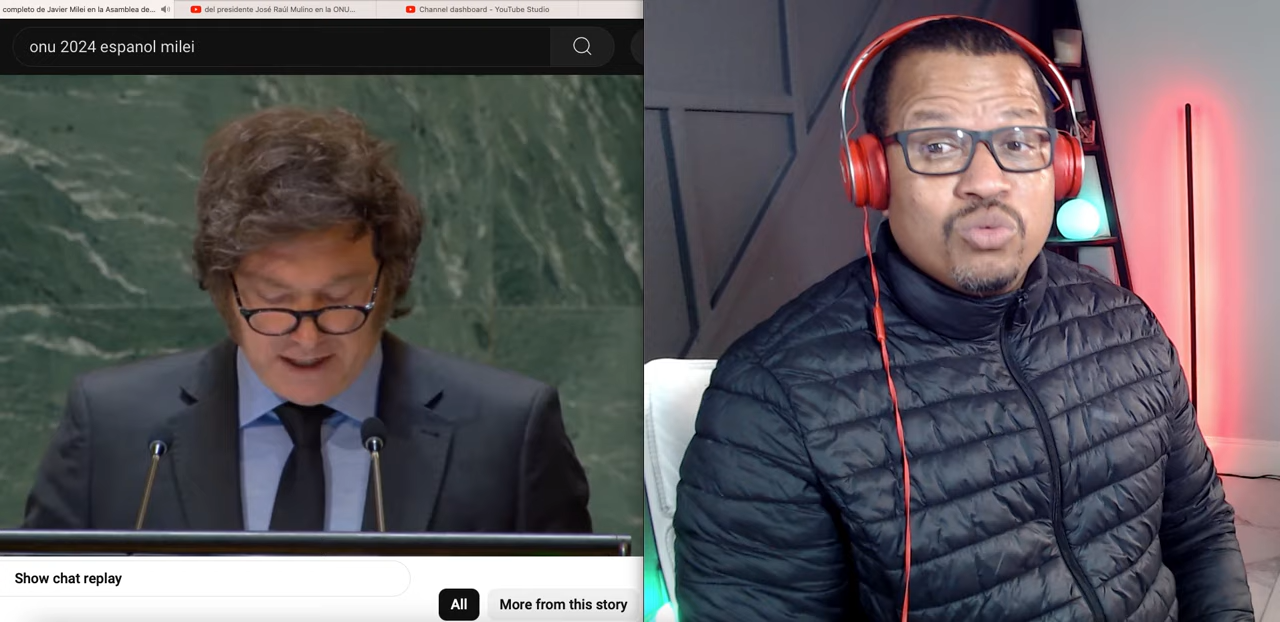 completo de Javier Milei en la Asamblea de...
del presidente José Raúl Mulino en la ONU...
Channel dashboard - YouTube Studio
onu 2024 espanol milei
Show chat replay
All
More from this story